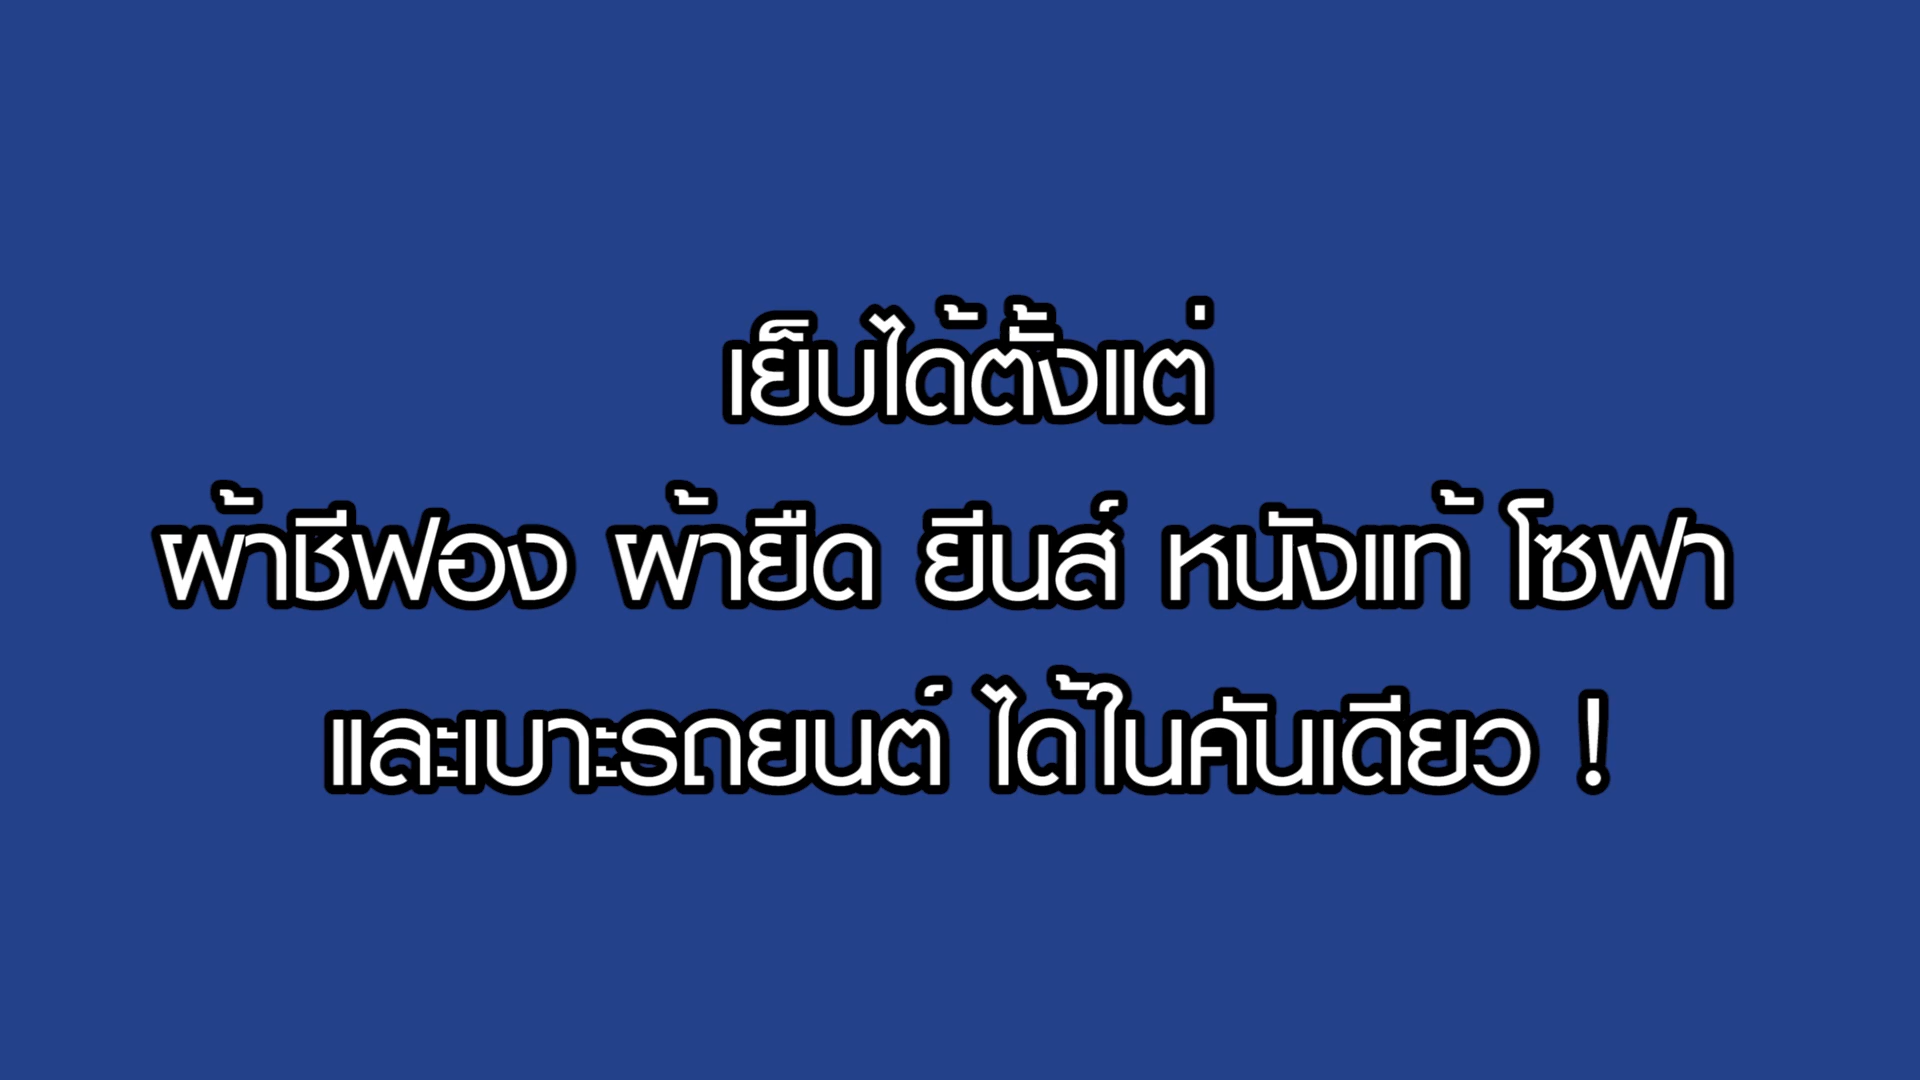 เย็บได้ตั้งแต่
ผ้าชีฟอง ผ้ายืด ยีนส์ หนังแท้ โซฟา
และเบาะรถยนต์ ได้ในคันเดียว !